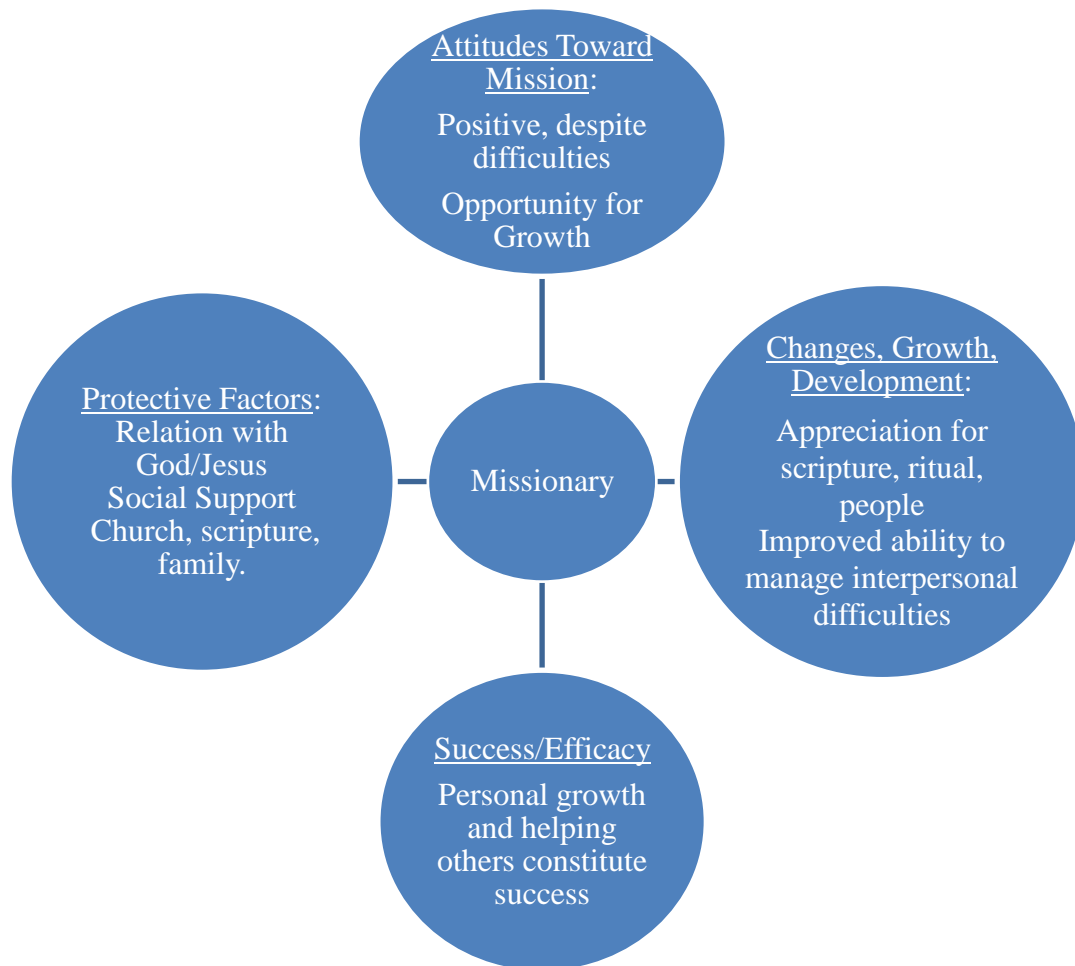 Attitudes Toward
Mission:
Positive, despite
difficulties
Opportunity for
Growth
Protective Factors:
Relation with
God/Jesus
Social Support
Church, scripture,
family.
Missionary
Changes, Growth,
Development:
Appreciation for
scripture, ritual,
people
Improved ability to
manage interpersonal
difficulties
Success/Efficacy
Personal growth
and helping
others constitute
success